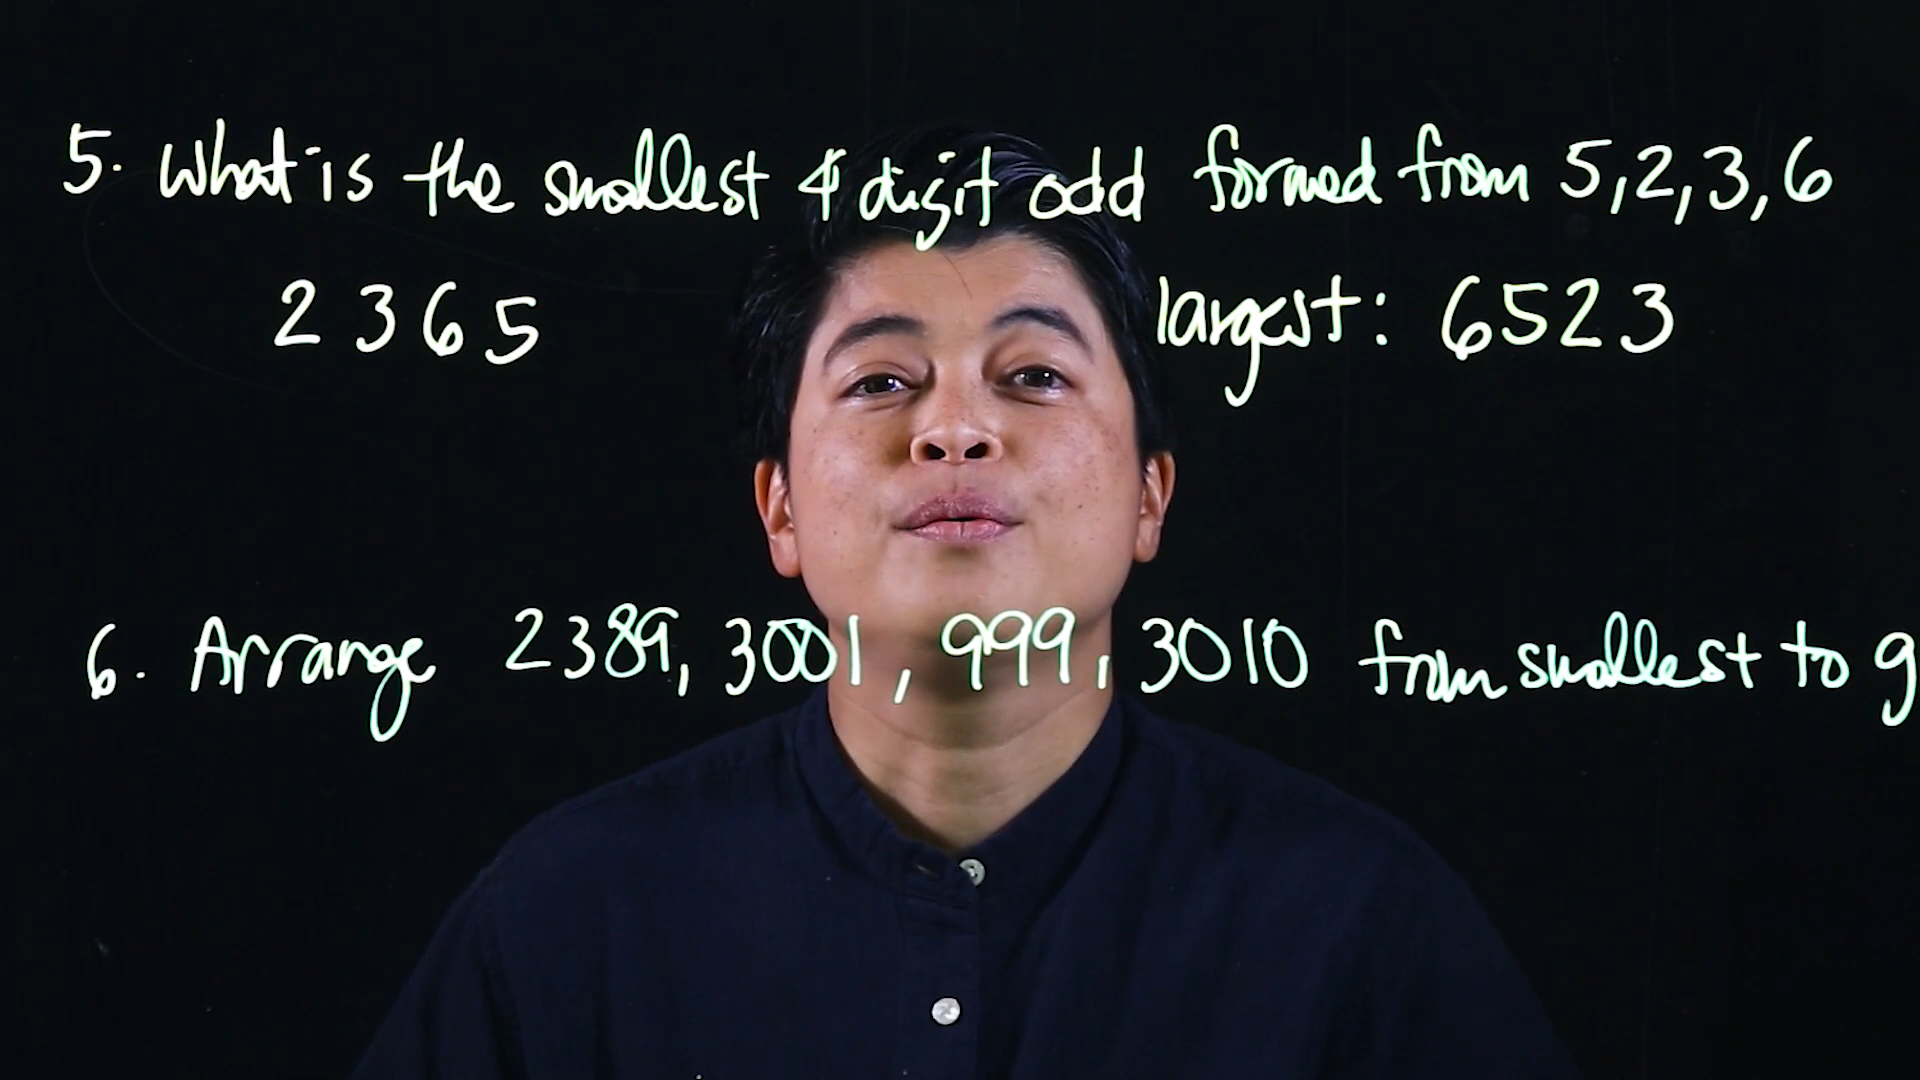 5. What is the smallest 4 digit odd formed from 5,2,3,6
2365
largest: 6523
6. Arrange 2389, 3001, 999, 3010 from smallest to g